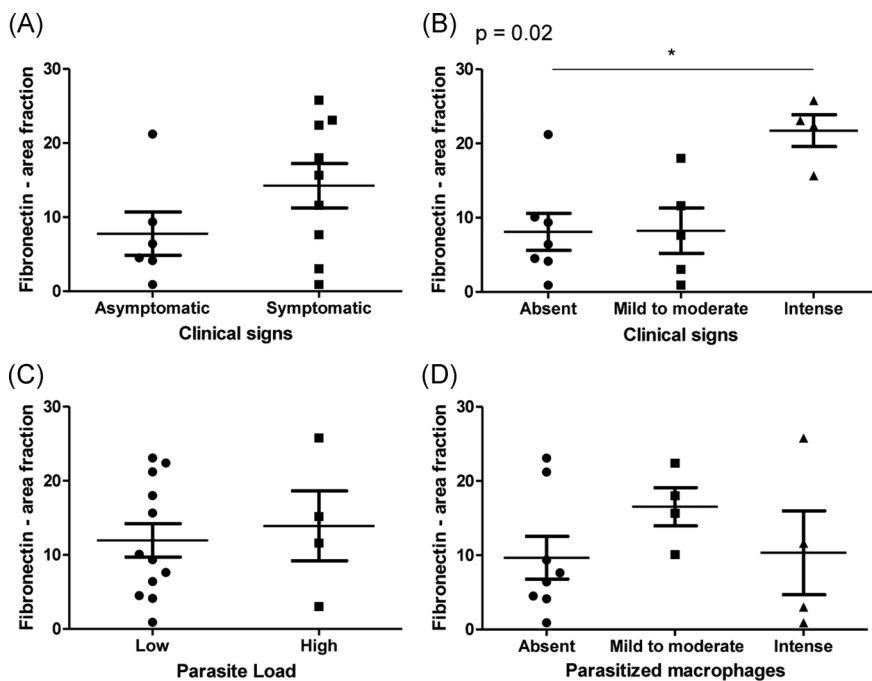 (A)
Fibronectin - area fraction
30
20
10
0
Asymptomatic Symptomatic
Clinical signs
(B)
p = 0.02
*
Fibronectin - area fraction
30
20
10
0
Absent Mild to moderate Intense
Clinical signs
(C)
Fibronectin - area fraction
30
20
10
0
Low High
Parasite Load
(D)
Fibronectin - area fraction
30
20
10
0
Absent Mild to moderate Intense
Parasitized macrophages